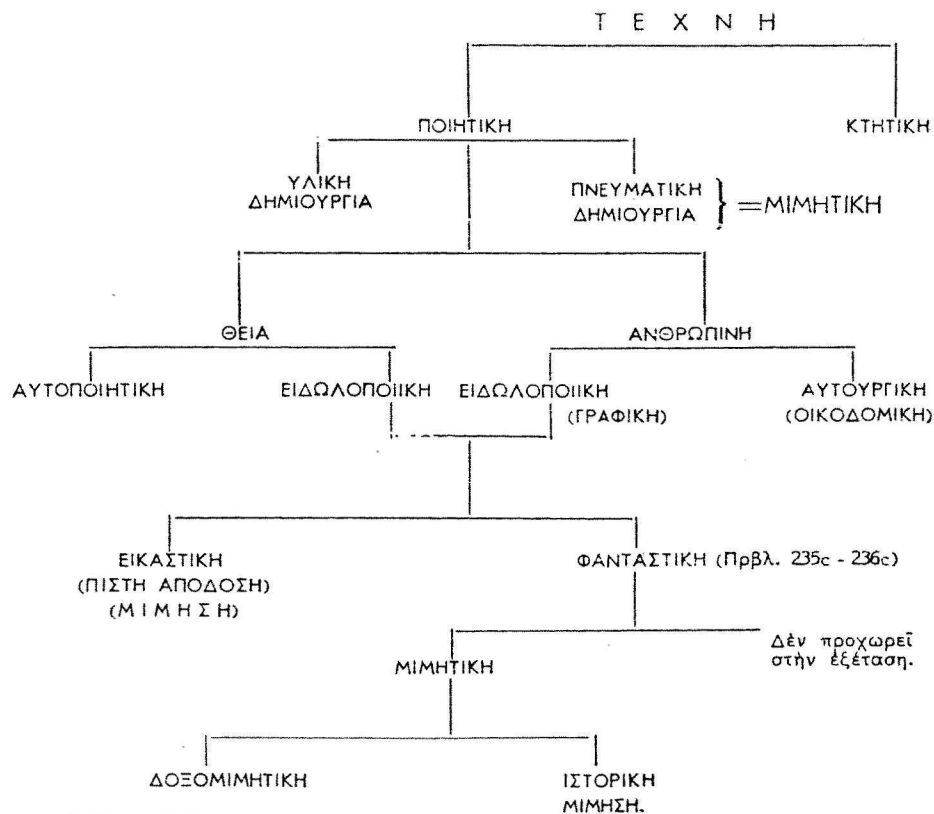 Τ Ε Χ Ν Η
ΠΟΙΗΤΙΚΗ ΚΤΗΤΙΚΗ
ΥΛΙΚΗ
ΔΗΜΙΟΥΡΓΙΑ
ΠΝΕΥΜΑΤΙΚΗ
ΔΗΜΙΟΥΡΓΙΑ } =ΜΙΜΗΤΙΚΗ
ΘΕΙΑ ΑΝΘΡΩΠΙΝΗ
ΑΥΤΟΠΟΙΗΤΙΚΗ ΕΙΔΩΛΟΠΟΙΙΚΗ ΕΙΔΩΛΟΠΟΙΙΚΗ ΑΥΤΟΥΡΓΙΚΗ
(ΓΡΑΦΙΚΗ) (ΟΙΚΟΔΟΜΙΚΗ)
ΕΙΚΑΣΤΙΚΗ
(ΠΙΣΤΗ ΑΠΟΔΟΣΗ)
(Μ Ι Μ Η Σ Η)
ΦΑΝΤΑΣΤΙΚΗ (Πρβλ. 235c - 236c)
ΜΙΜΗΤΙΚΗ
Δὲν προχωρεῖ
στὴν ἐξέταση.
ΔΟΞΟΜΙΜΗΤΙΚΗ
ΙΣΤΟΡΙΚΗ
ΜΙΜΗΣΗ.